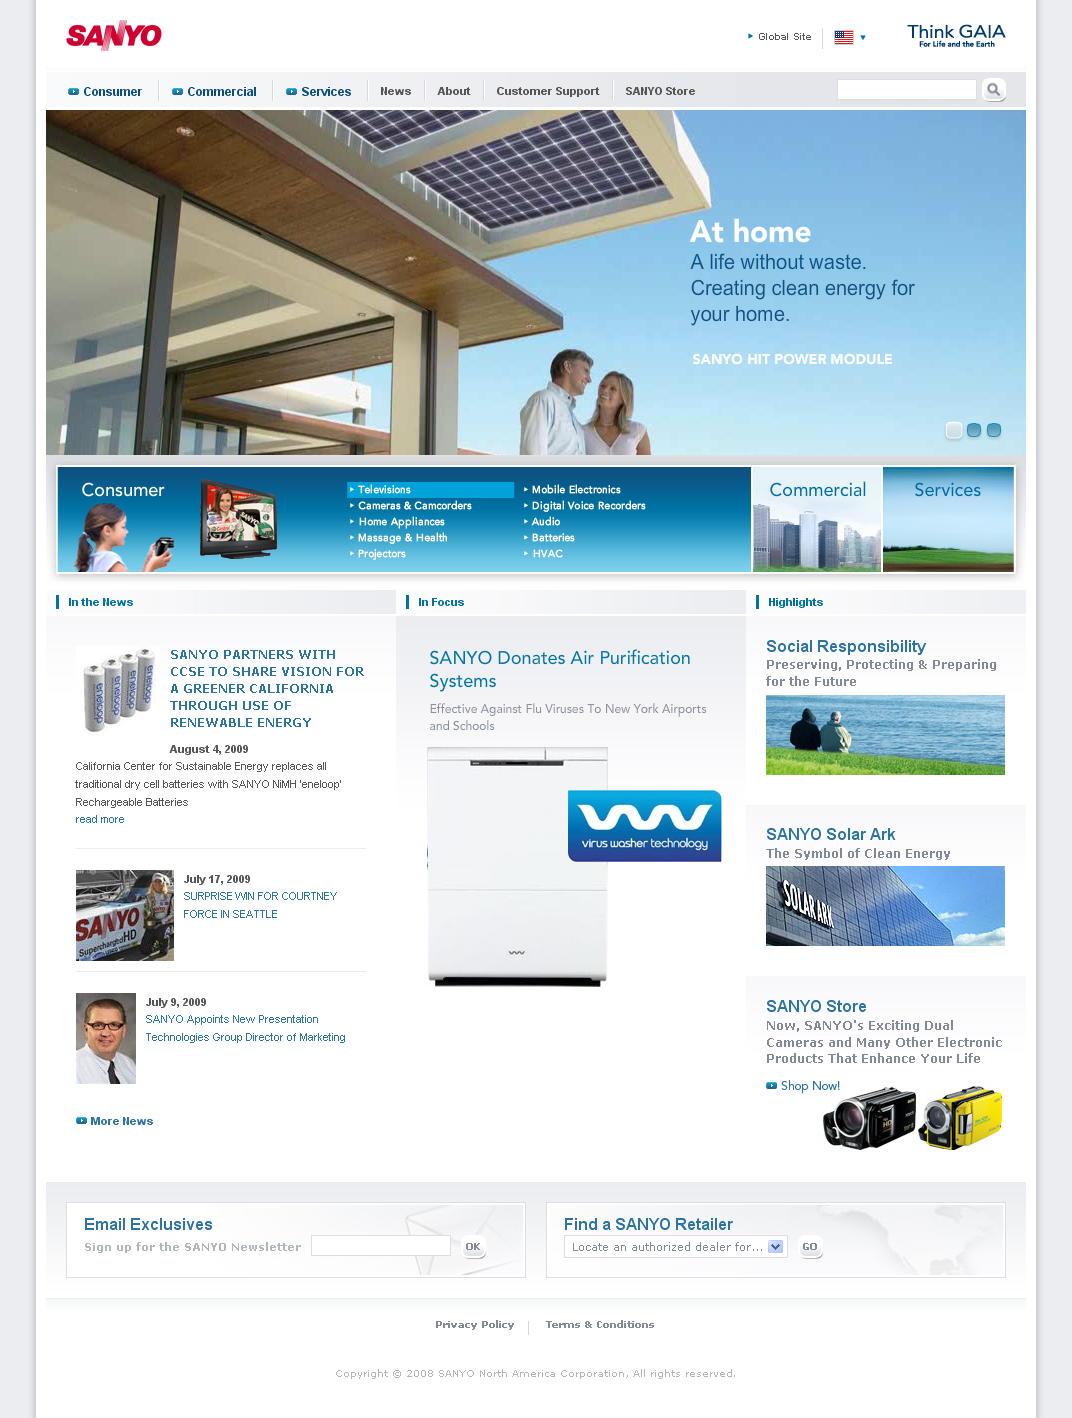 SANYO
Global Site
Think GAIA
For Life and the Earth
Consumer
Commercial
Services
News
About
Customer Support
SANYO Store
At home
A life without waste.
Creating clean energy for
your home.
SANYO HIT POWER MODULE
Consumer
Televisions
Cameras & Camcorders
Home Appliances
Massage & Health
Projectors
Mobile Electronics
Digital Voice Recorders
Audio
Batteries
HVAC
Commercial
Services
In the News
In Focus
Highlights
eneloop
eneloop
eneloop
eneloop
SANYO PARTNERS WITH
CCSE TO SHARE VISION FOR
A GREENER CALIFORNIA
THROUGH USE OF
RENEWABLE ENERGY
August 4, 2009
California Center for Sustainable Energy replaces all
traditional dry cell batteries with SANYO NiMH 'eneloop'
Rechargeable Batteries
read more
SANYO
SuperchargedHD
July 17, 2009
SURPRISE WIN FOR COURTNEY
FORCE IN SEATTLE
July 9, 2009
SANYO Appoints New Presentation
Technologies Group Director of Marketing
More News
SANYO Donates Air Purification
Systems
Effective Against Flu Viruses To New York Airports
and Schools
virus washer technology
Social Responsibility
Preserving, Protecting & Preparing
for the Future
SANYO Solar Ark
The Symbol of Clean Energy
SOLAR ARK
SANYO Store
Now, SANYO's Exciting Dual
Cameras and Many Other Electronic
Products That Enhance Your Life
Shop Now!
Email Exclusives
Sign up for the SANYO Newsletter
OK
Find a SANYO Retailer
Locate an authorized dealer for...
GO
Privacy Policy
Terms & Conditions
Copyright © 2008 SANYO North America Corporation, All rights reserved.